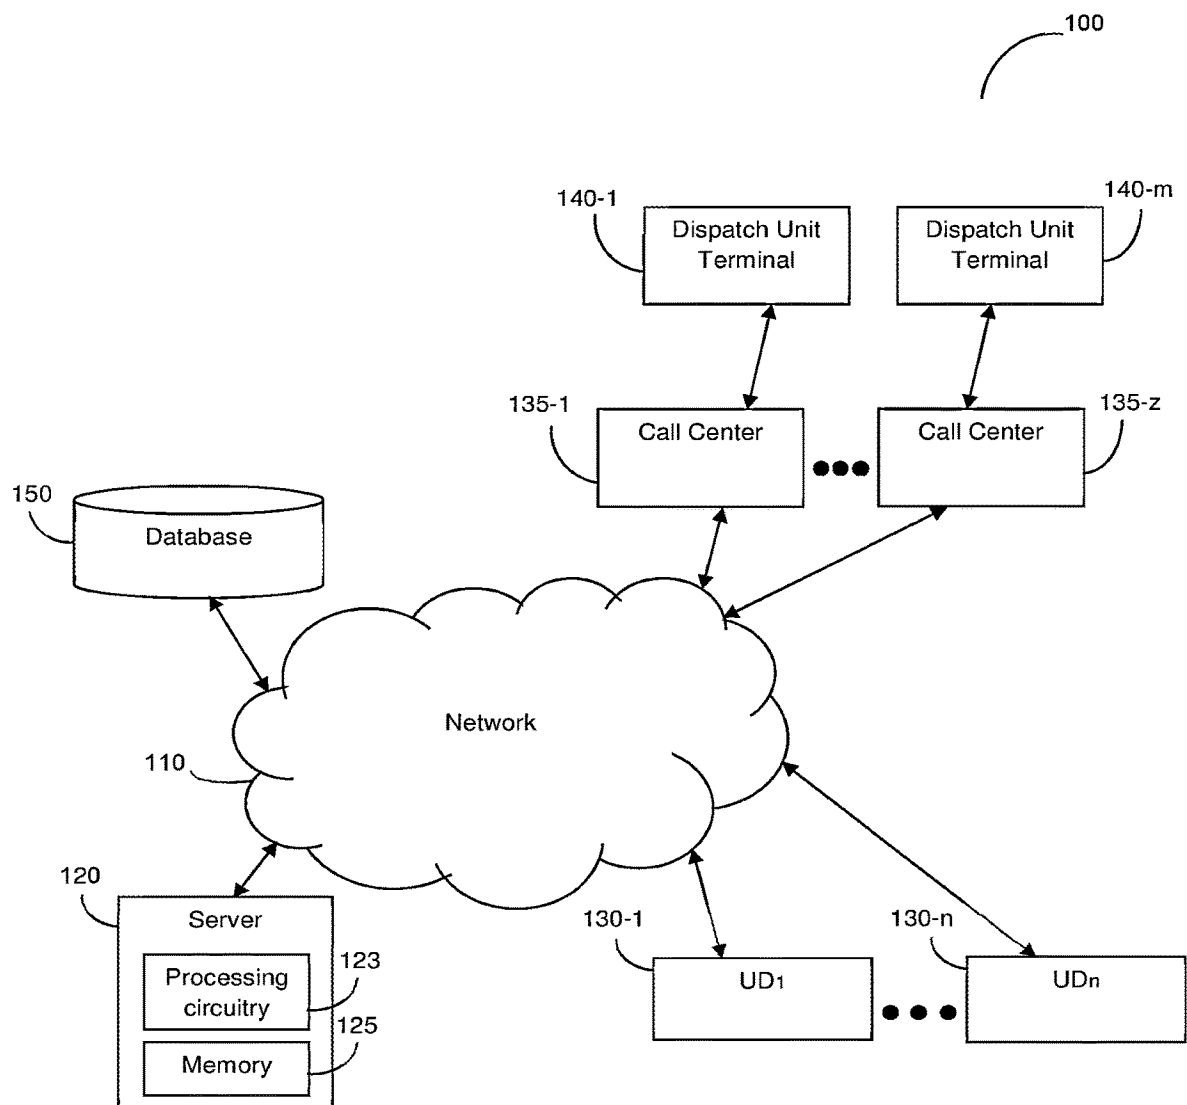 100
140-1
140-m
Dispatch Unit
Terminal
Dispatch Unit
Terminal
135-1
135-z
Call Center
Call Center
150
Database
Network
110
120
Server
130-1
130-n
Processing
circuitry
123
UD1
UDn
125
Memory